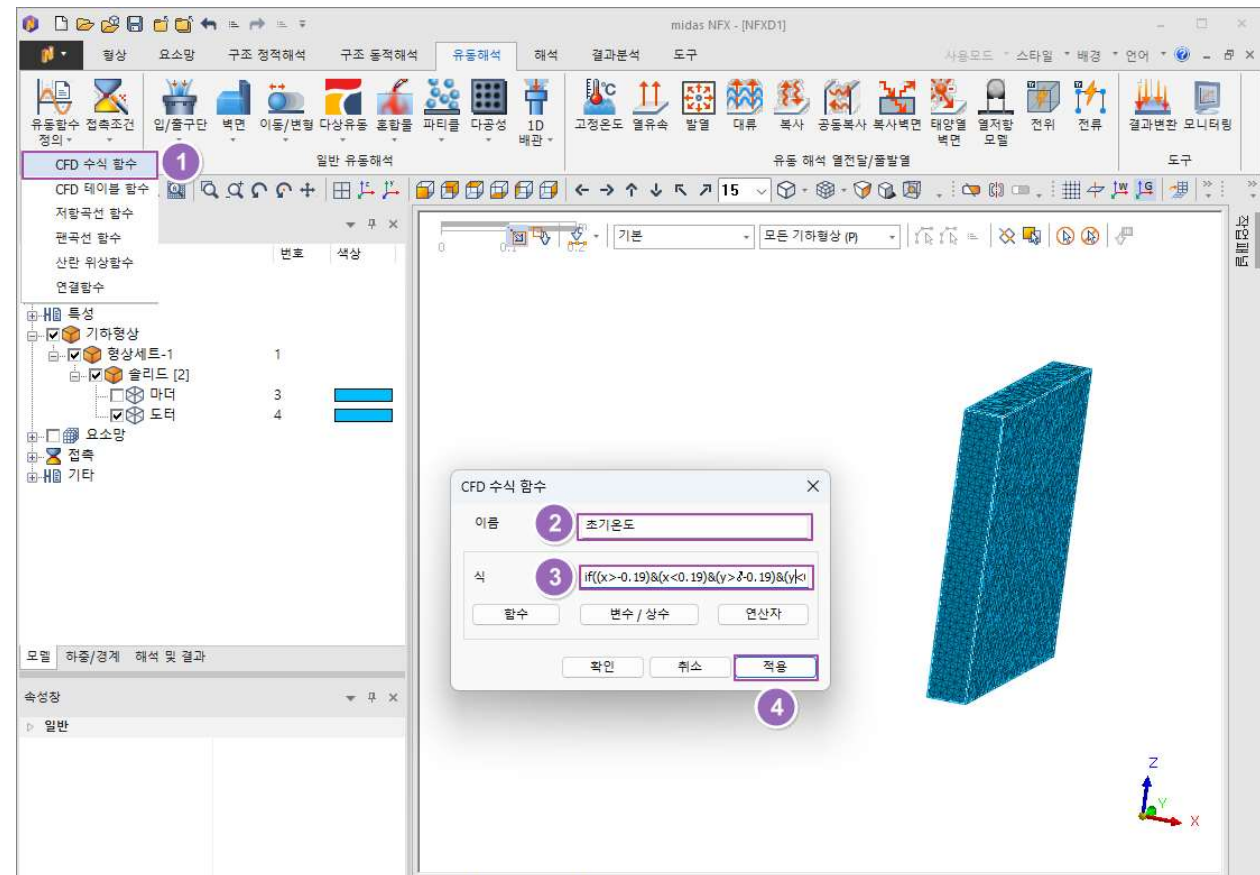 midas NFX - [NFXD1]
형상 요소망 구조 정적해석 구조 동적해석 유동해석 해석 결과분석 도구 사용모드 스타일 배경 언어
유동함수 정의 접촉조건 입/출구단 벽면 이동/변형 다상유동 혼합물 파티클 다공성 1D 배관 고정온도 열유속 발열 대류 복사 공동복사 복사벽면 태양열 벽면 열저항 모델 전위 전류 결과변환 모니터링
일반 유동해석 유동 해석 열전달/줄발열 도구
CFD 수식 함수 1
CFD 테이블 함수
저항곡선 함수
팬곡선 함수
산란 위상함수
연결함수
15
기본 모든 기하형상 (P)
0 0.1 0.2
번호 색상
특성
기하형상
형상세트-1 1
솔리드 [2]
마더 3
도터 4
요소망
접촉
기타
CFD 수식 함수
이름 2 초기온도
식 3 if((x>-0.19)&(x<0.19)&(y>-0.19)&(y<
함수 변수 / 상수 연산자
확인 취소 적용
4
모델 하중/경계 해석 및 결과
속성창
일반
Z
Y
X